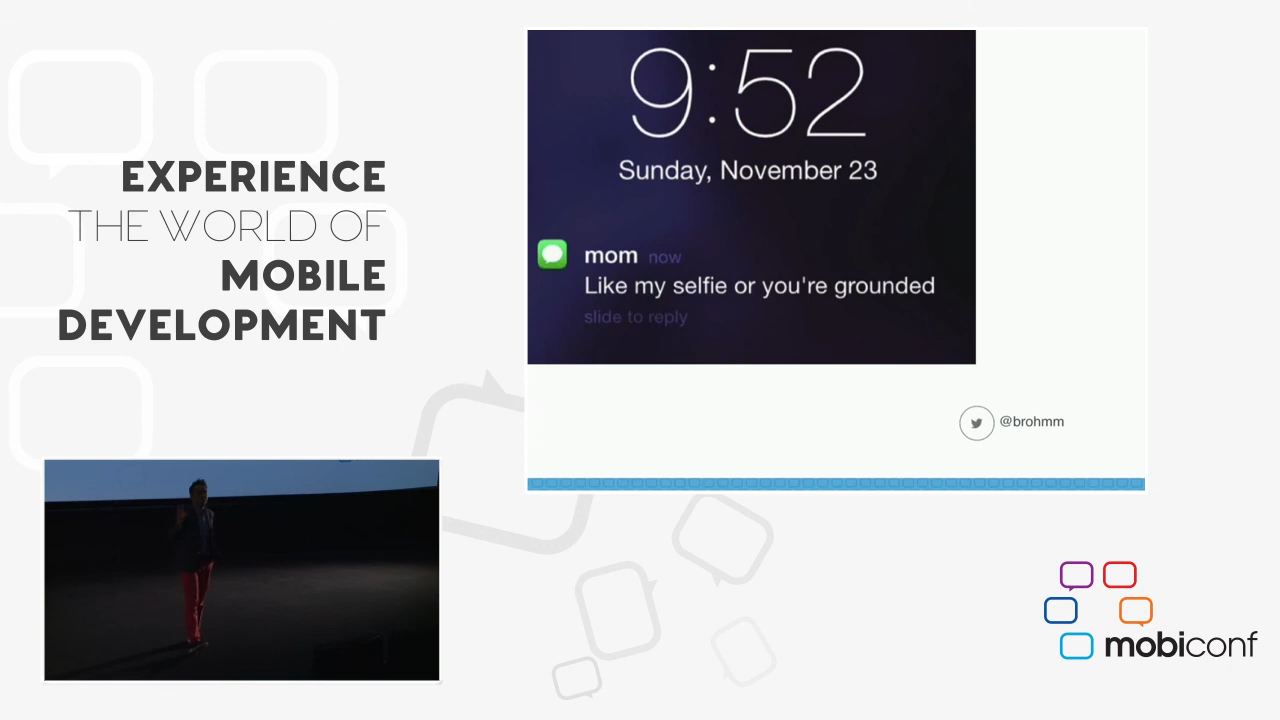 EXPERIENCE
THE WORLD OF
MOBILE
DEVELOPMENT
9:52
Sunday, November 23
mom now
Like my selfie or you're grounded
slide to reply
@brohmm
mobiconf